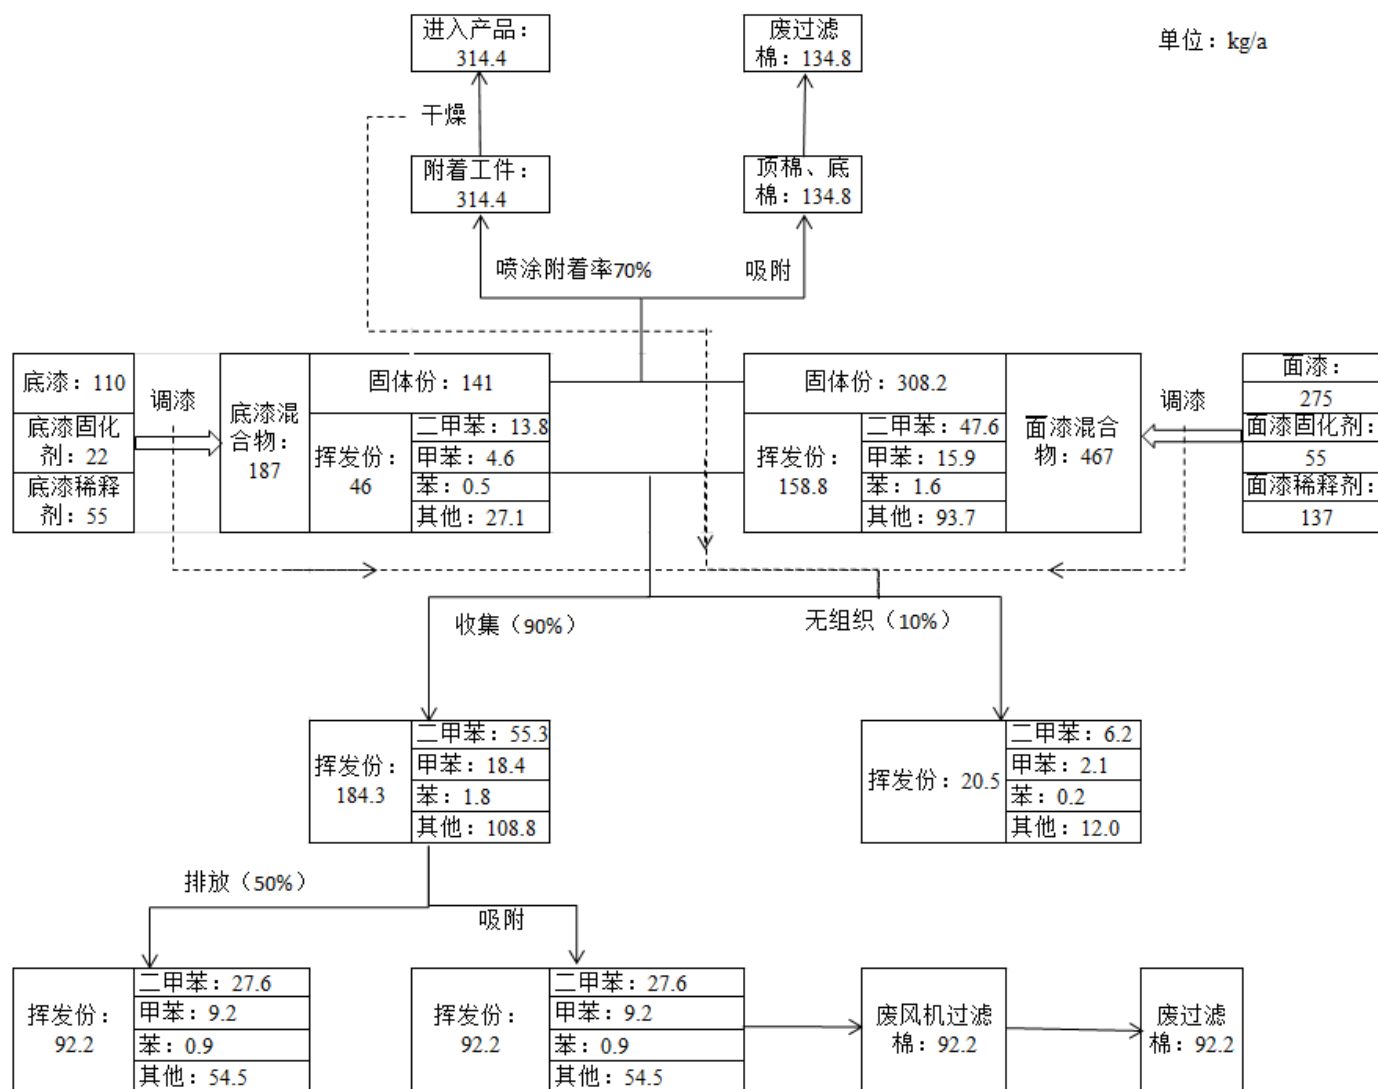 进入产品：
314.4
废过滤
棉：134.8
单位：kg/a
干燥
附着工件：
314.4
顶棉、底
棉：134.8
喷涂附着率70%
吸附
底漆：110
底漆固化
剂：22
底漆稀释
剂：55
调漆
底漆混
合物：
187
固体份：141
挥发份：
46
二甲苯：13.8
甲苯：4.6
苯：0.5
其他：27.1
固体份：308.2
挥发份：
158.8
二甲苯：47.6
甲苯：15.9
苯：1.6
其他：93.7
面漆混合
物：467
调漆
面漆：
275
面漆固化剂：
55
面漆稀释剂：
137
收集（90%）
无组织（10%）
挥发份：
184.3
二甲苯：55.3
甲苯：18.4
苯：1.8
其他：108.8
挥发份：20.5
二甲苯：6.2
甲苯：2.1
苯：0.2
其他：12.0
排放（50%）
吸附
挥发份：
92.2
二甲苯：27.6
甲苯：9.2
苯：0.9
其他：54.5
挥发份：
92.2
二甲苯：27.6
甲苯：9.2
苯：0.9
其他：54.5
废风机过滤
棉：92.2
废过滤
棉：92.2